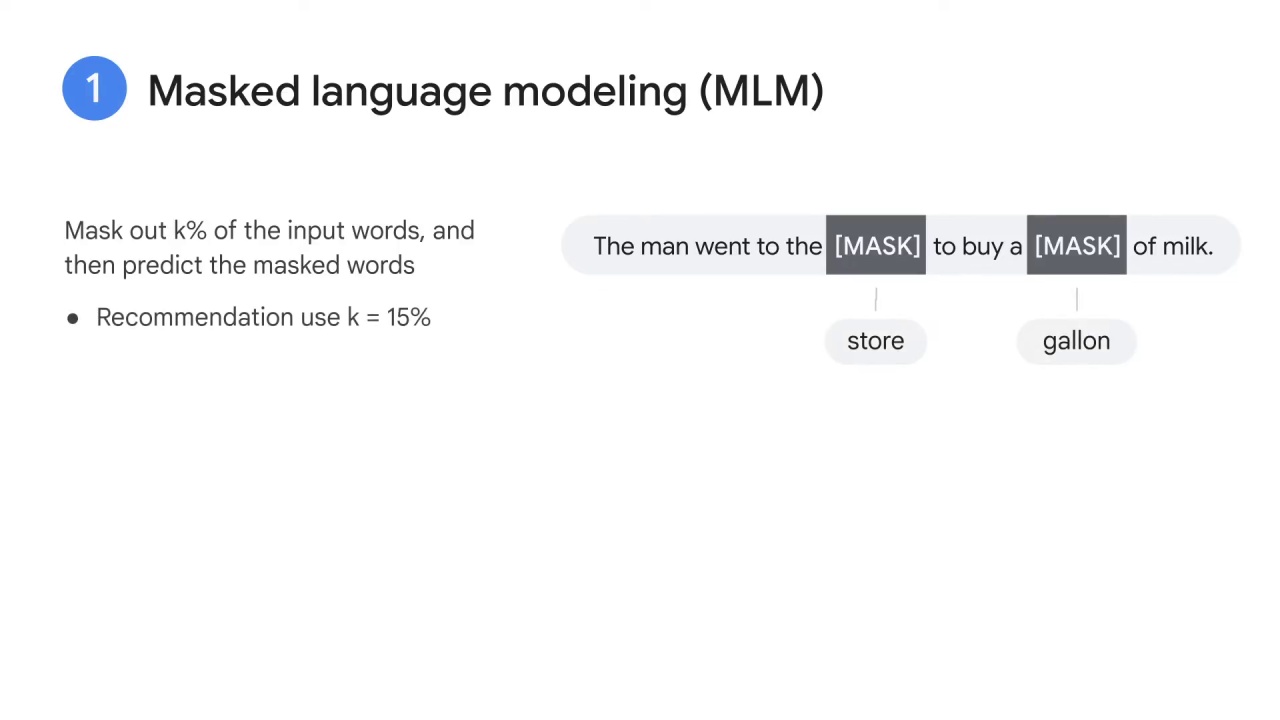 1 Masked language modeling (MLM)
Mask out k% of the input words, and
then predict the masked words
● Recommendation use k = 15%
The man went to the [MASK] to buy a [MASK] of milk.
store gallon